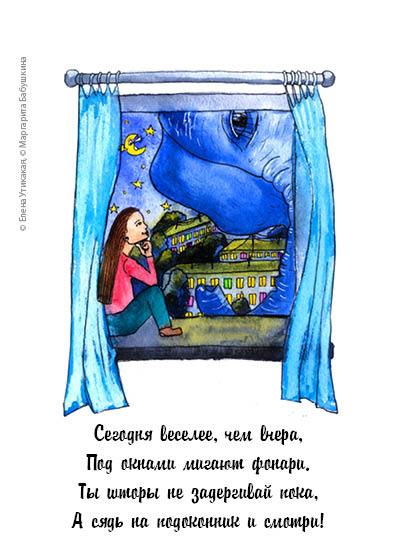 © Елена Утикакая, © Маргарита Бабушкина
Сегодня веселее, чем вчера,
Под окнами мигают фонари.
Ты шторы не задергивай пока,
А сядь на подоконник и смотри!